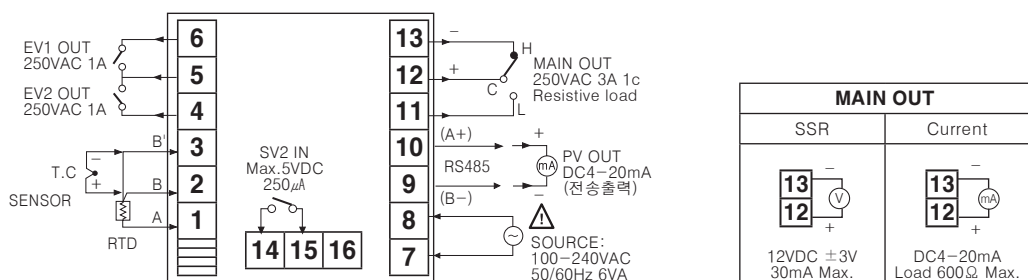 6
EV1 OUT
250VAC 1A
5
EV2 OUT
250VAC 1A
4
B' 3
T.C
− +
SENSOR
B 2
A 1
RTD
SV2 IN
Max.5VDC
250㎂
14 15 16
13 −
H
12 +
C
MAIN OUT
250VAC 3A 1c
Resistive load
11
L
10 (A+)
RS485
9 (B−)
+
mA
−
PV OUT
DC4−20mA
(전송출력)
8
7
SOURCE:
100−240VAC
50/60Hz 6VA
MAIN OUT
SSR Current
13 − V
12 +
13 − mA
12 +
12VDC ±3V
30mA Max.
DC4−20mA
Load 600Ω Max.